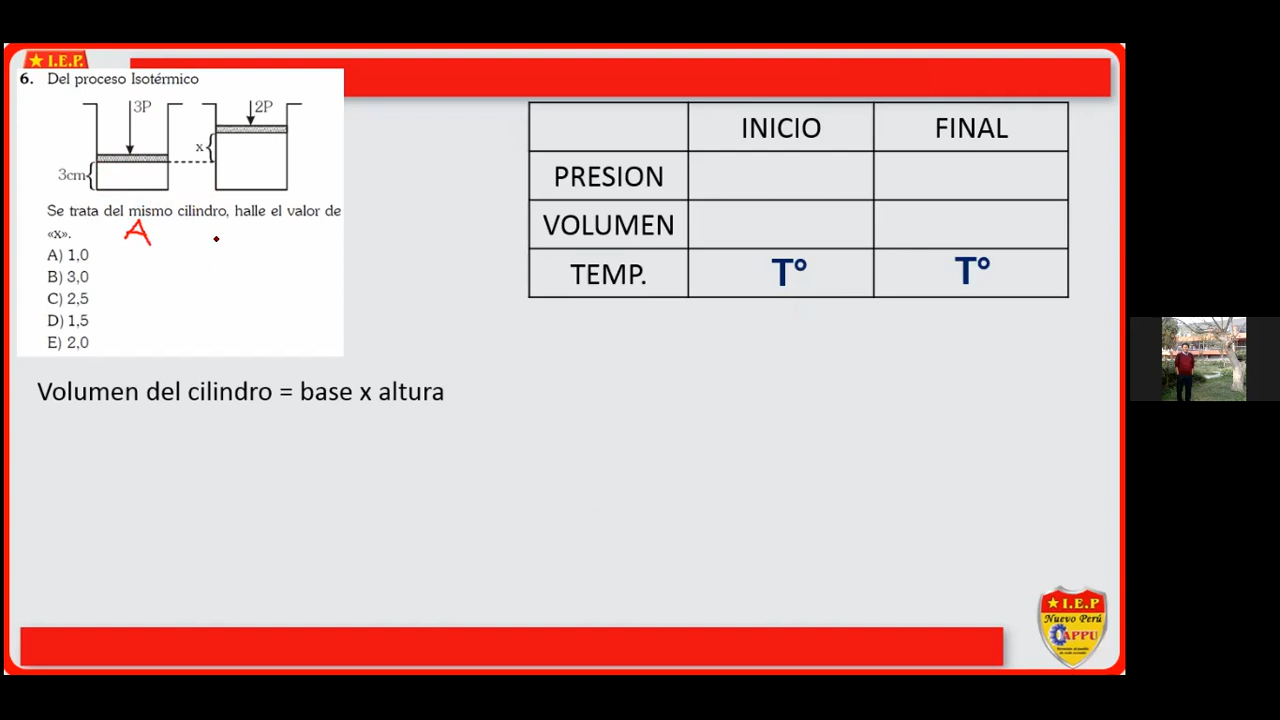 ★ I.E.P.
6. Del proceso Isotérmico
3P
2P
x
3cm
Se trata del mismo cilindro, halle el valor de
«x».
A
A) 1,0
B) 3,0
C) 2,5
D) 1,5
E) 2,0
Volumen del cilindro = base x altura
INICIO FINAL
PRESION
VOLUMEN
TEMP. T° T°
★ I.E.P
Nuevo Perú
CAPPU